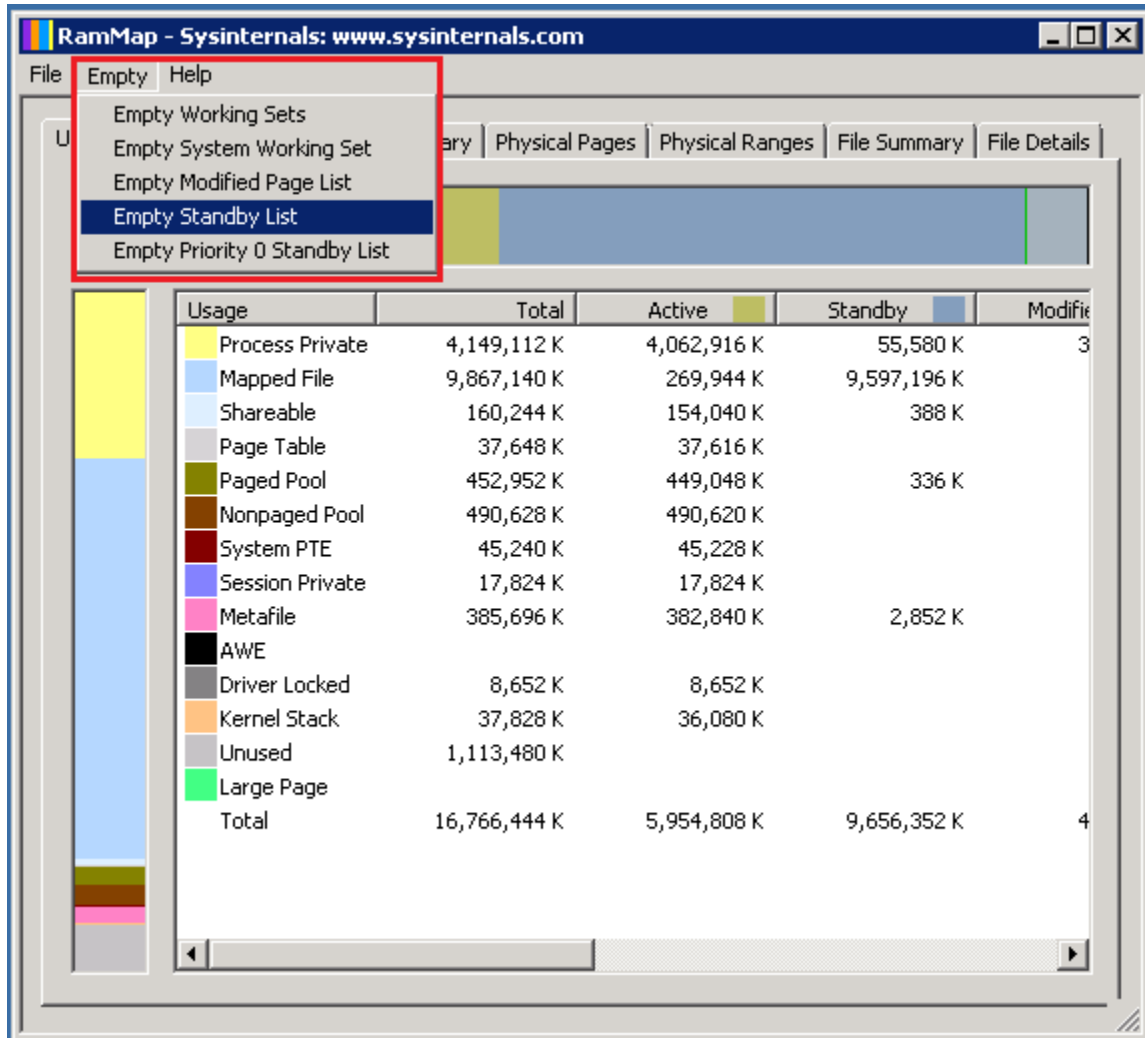 RamMap - Sysinternals: www.sysinternals.com
File Empty Help
Empty Working Sets
Empty System Working Set
Empty Modified Page List
Empty Standby List
Empty Priority 0 Standby List
U ary Physical Pages Physical Ranges File Summary File Details
Usage Total Active Standby Modifie
Process Private 4,149,112 K 4,062,916 K 55,580 K 3
Mapped File 9,867,140 K 269,944 K 9,597,196 K
Shareable 160,244 K 154,040 K 388 K
Page Table 37,648 K 37,616 K
Paged Pool 452,952 K 449,048 K 336 K
Nonpaged Pool 490,628 K 490,620 K
System PTE 45,240 K 45,228 K
Session Private 17,824 K 17,824 K
Metafile 385,696 K 382,840 K 2,852 K
AWE
Driver Locked 8,652 K 8,652 K
Kernel Stack 37,828 K 36,080 K
Unused 1,113,480 K
Large Page
Total 16,766,444 K 5,954,808 K 9,656,352 K 4